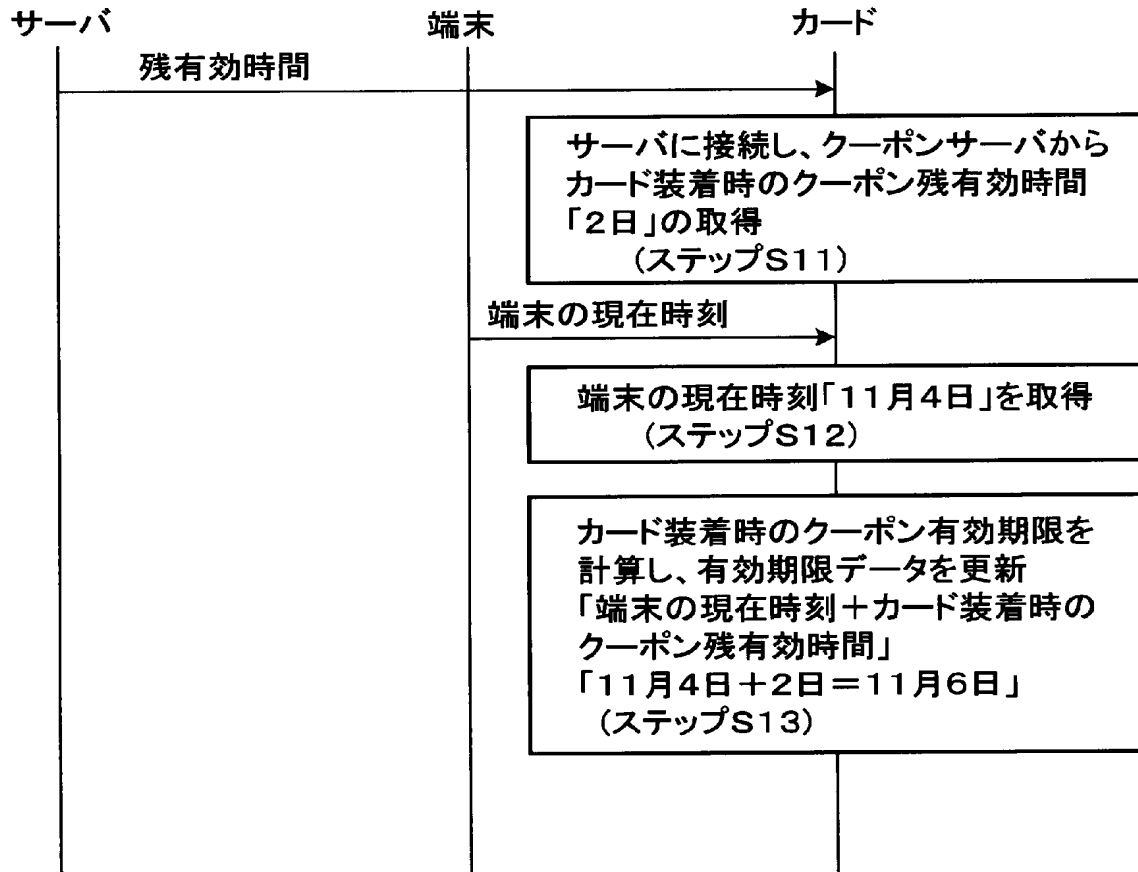 サーバ
端末
カード
残有効時間
サーバに接続し、クーポンサーバから
カード装着時のクーポン残有効時間
「2日」の取得
(ステップS11)
端末の現在時刻
端末の現在時刻「11月4日」を取得
(ステップS12)
カード装着時のクーポン有効期限を
計算し、有効期限データを更新
「端末の現在時刻＋カード装着時の
クーポン残有効時間」
「11月4日＋2日＝11月6日」
(ステップS13)